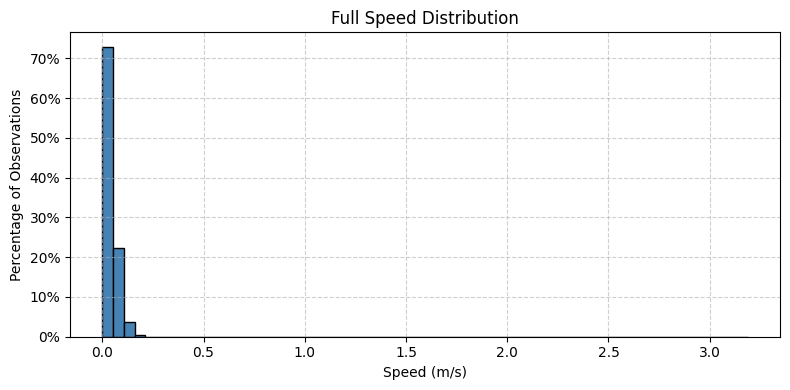 Full Speed Distribution
Percentage of Observations
70%
60%
50%
40%
30%
20%
10%
0%
0.0 0.5 1.0 1.5 2.0 2.5 3.0
Speed (m/s)